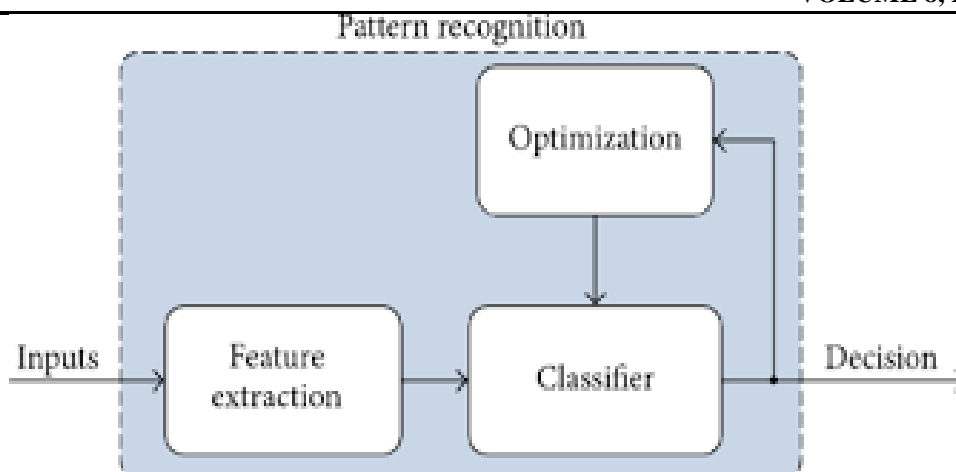 Pattern recognition
Optimization
Inputs
Feature
extraction
Classifier
Decision